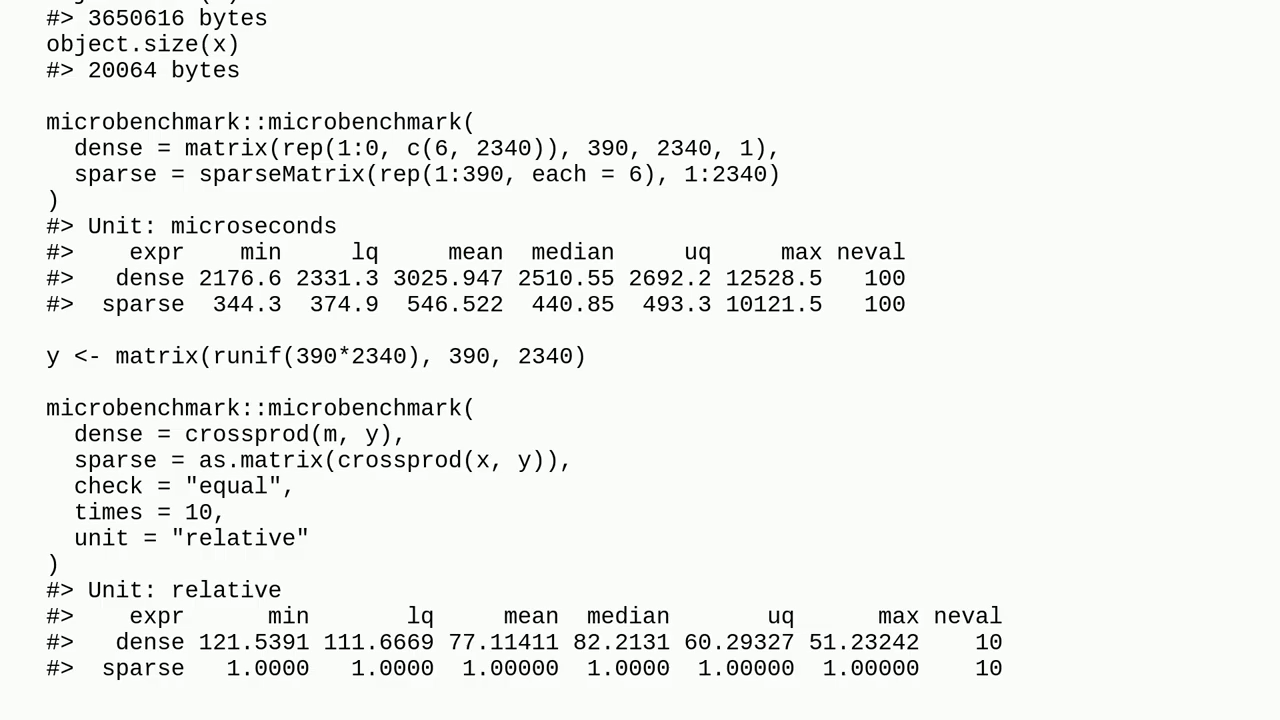 #> 3650616 bytes
object.size(x)
#> 20064 bytes
microbenchmark::microbenchmark(
  dense = matrix(rep(1:0, c(6, 2340)), 390, 2340, 1),
  sparse = sparseMatrix(rep(1:390, each = 6), 1:2340)
)
#> Unit: microseconds
#>    expr    min     lq     mean  median     uq     max neval
#>   dense 2176.6 2331.3 3025.947 2510.55 2692.2 12528.5   100
#>  sparse  344.3  374.9  546.522  440.85  493.3 10121.5   100
y <- matrix(runif(390*2340), 390, 2340)
microbenchmark::microbenchmark(
  dense = crossprod(m, y),
  sparse = as.matrix(crossprod(x, y)),
  check = "equal",
  times = 10,
  unit = "relative"
)
#> Unit: relative
#>    expr      min       lq     mean  median       uq      max neval
#>   dense 121.5391 111.6669 77.11411 82.2131 60.29327 51.23242    10
#>  sparse   1.0000   1.0000  1.00000  1.0000  1.00000  1.00000    10